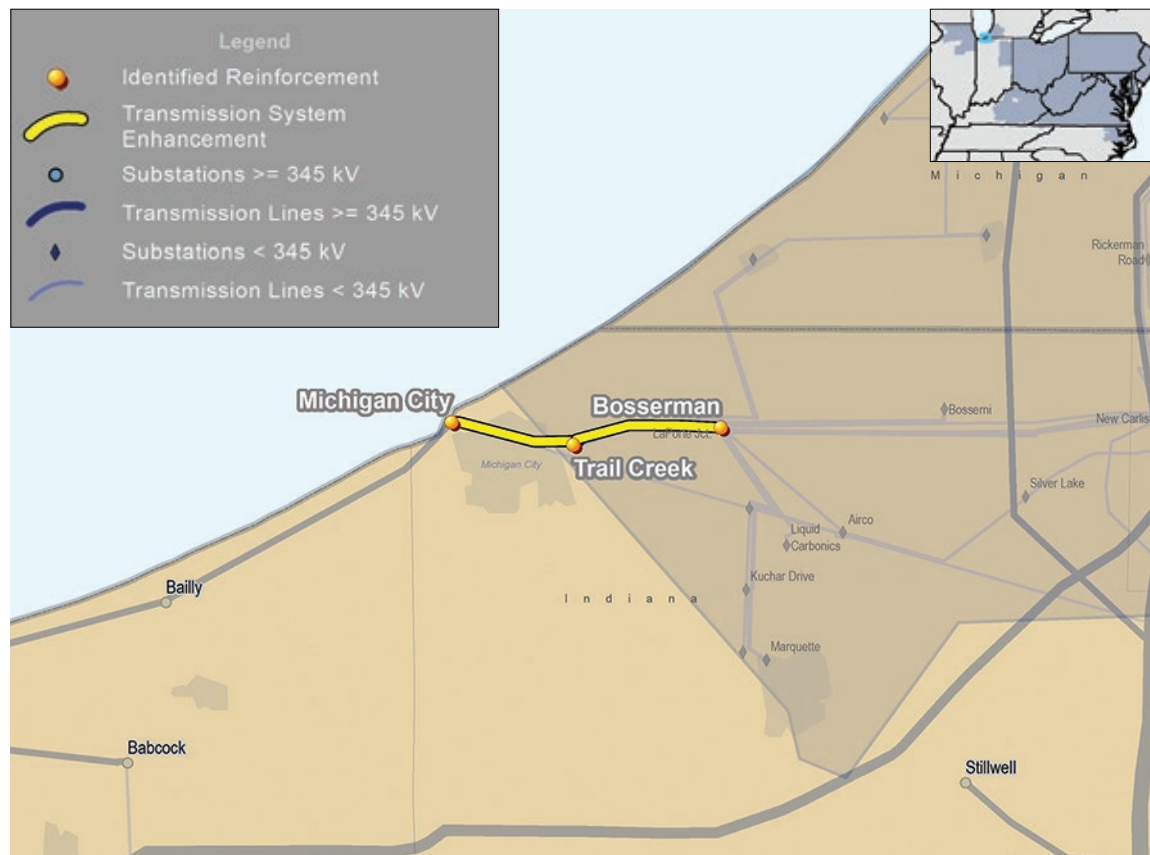 Legend
Identified Reinforcement
Transmission System
Enhancement
Substations >= 345 kV
Transmission Lines >= 345 kV
Substations < 345 kV
Transmission Lines < 345 kV
Michigan
Rickerman
Road
Michigan City
Bosserman
Bosserni
LaPorte Jct.
New Carlis
Michigan City
Trail Creek
Silver Lake
Airco
Liquid
Carbonics
Kuchar Drive
Bailly
Indiana
Marquette
Babcock
Stillwell